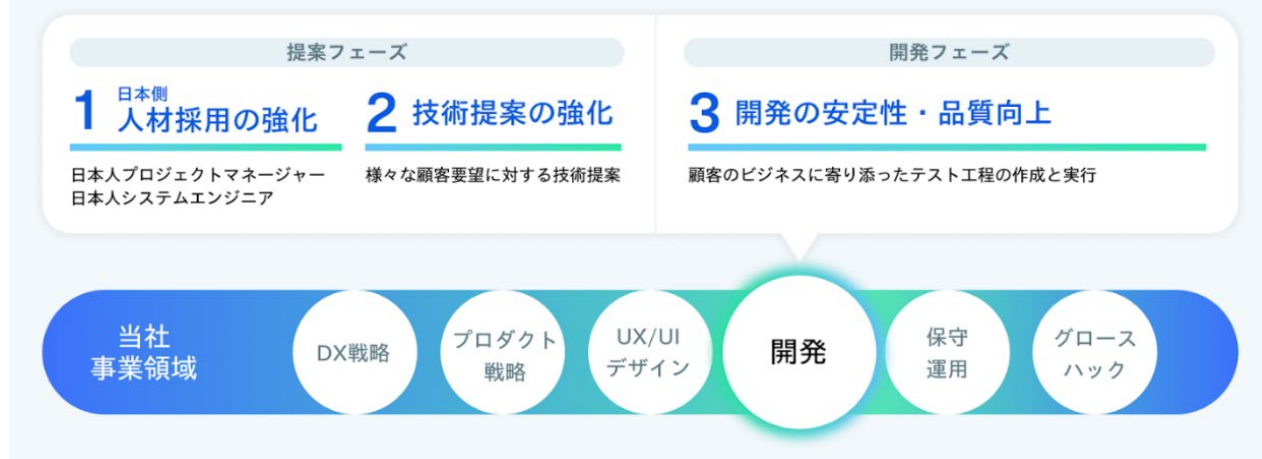 提案フェーズ
1 日本側
人材採用の強化
日本人プロジェクトマネージャー
日本人システムエンジニア
2 技術提案の強化
様々な顧客要望に対する技術提案
開発フェーズ
3 開発の安定性・品質向上
顧客のビジネスに寄り添ったテスト工程の作成と実行
当社
事業領域
DX戦略
プロダクト
戦略
UX/UI
デザイン
開発
保守
運用
グロース
ハック